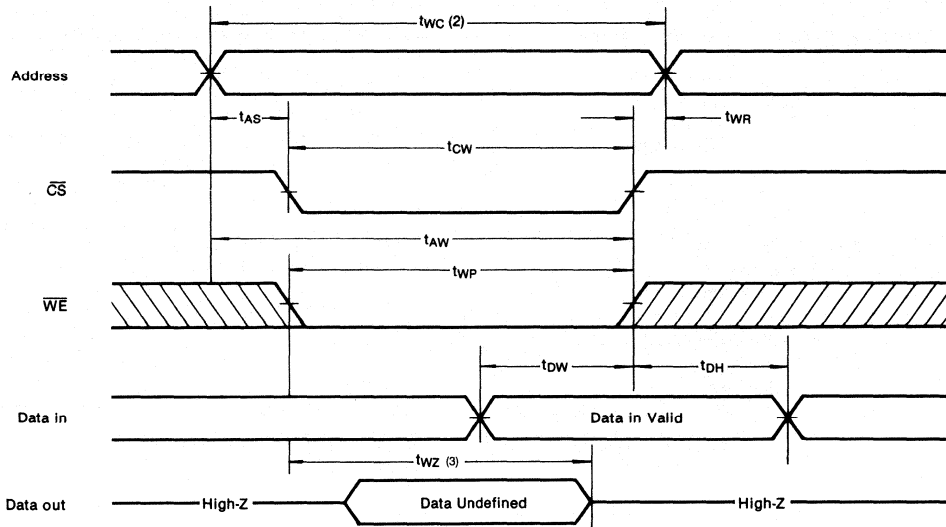 tWC (2)
Address
tAS
tWR
tCW
CS
tAW
tWP
WE
tDW
tDH
Data in
Data in Valid
tWZ (3)
Data out
High-Z
Data Undefined
High-Z